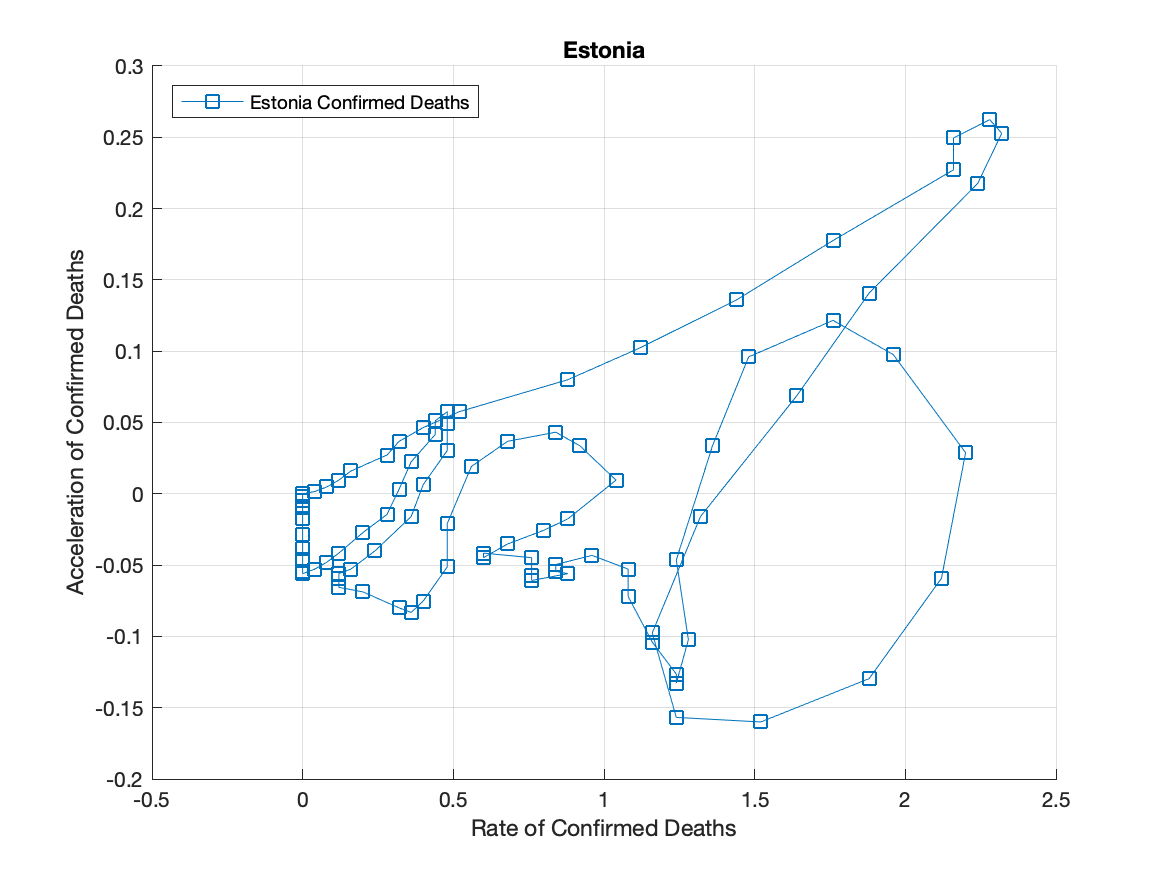 Estonia
0.3
0.25
0.2
0.15
0.1
0.05
0
-0.05
-0.1
-0.15
-0.2
Acceleration of Confirmed Deaths
Estonia Confirmed Deaths
-0.5 0 0.5 1 1.5 2 2.5
Rate of Confirmed Deaths